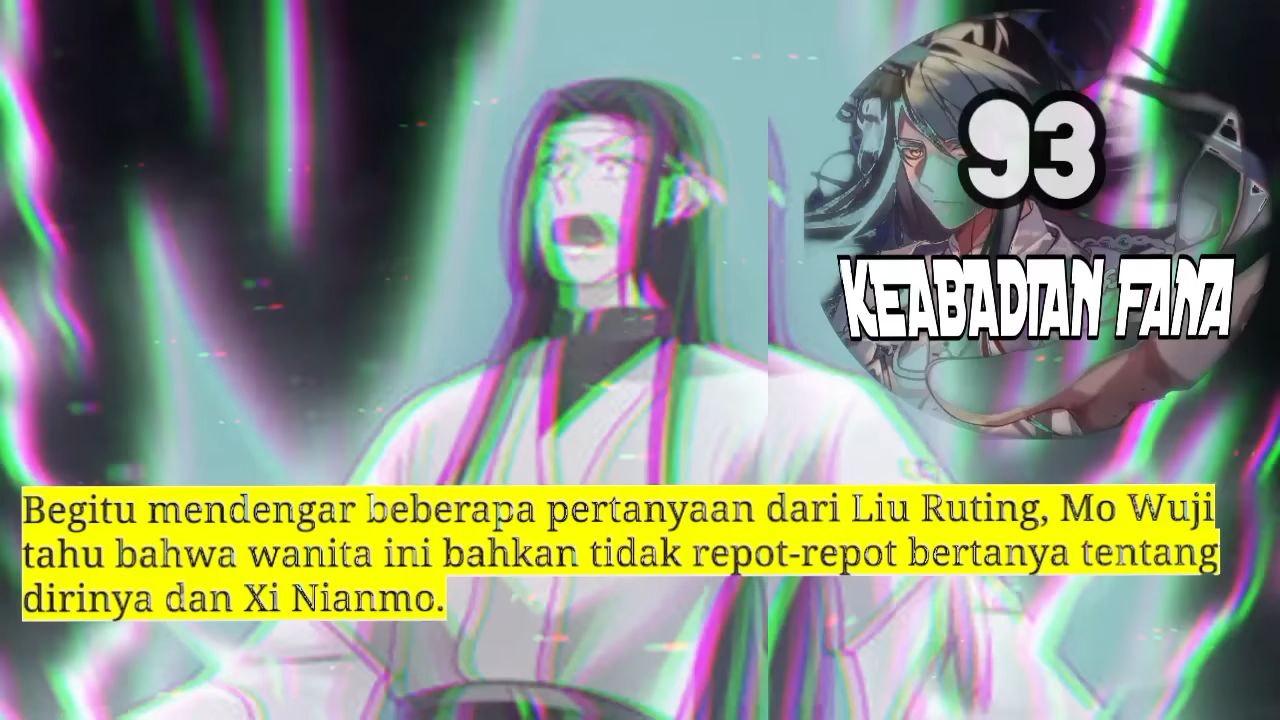 93
KEABADIAN FANA
Begitu mendengar beberapa pertanyaan dari Liu Ruting, Mo Wuji
tahu bahwa wanita ini bahkan tidak repot-repot bertanya tentang
dirinya dan Xi Nianmo.